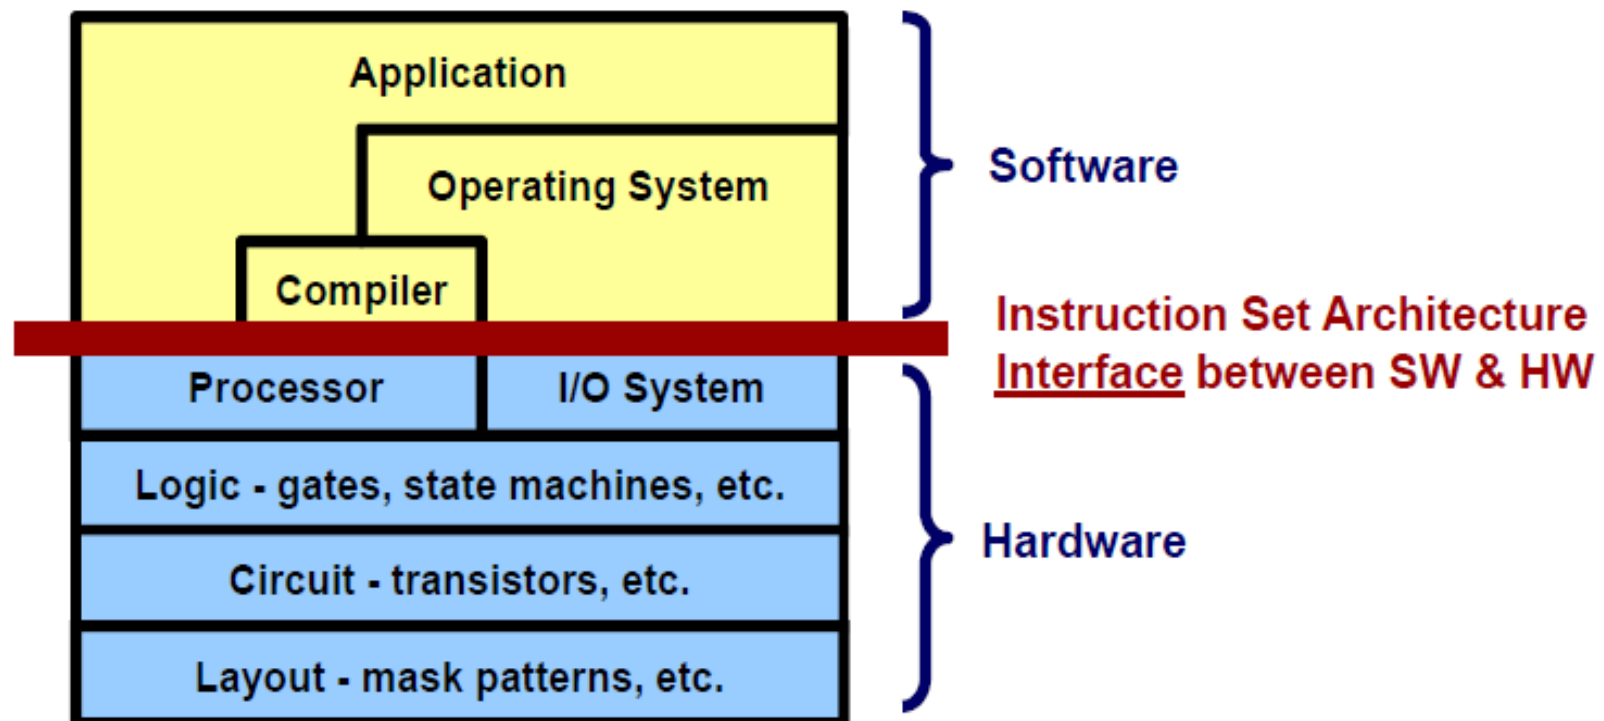 Application
Operating System
Compiler
Software
Instruction Set Architecture
Interface between SW & HW
Processor
I/O System
Logic - gates, state machines, etc.
Circuit - transistors, etc.
Layout - mask patterns, etc.
Hardware